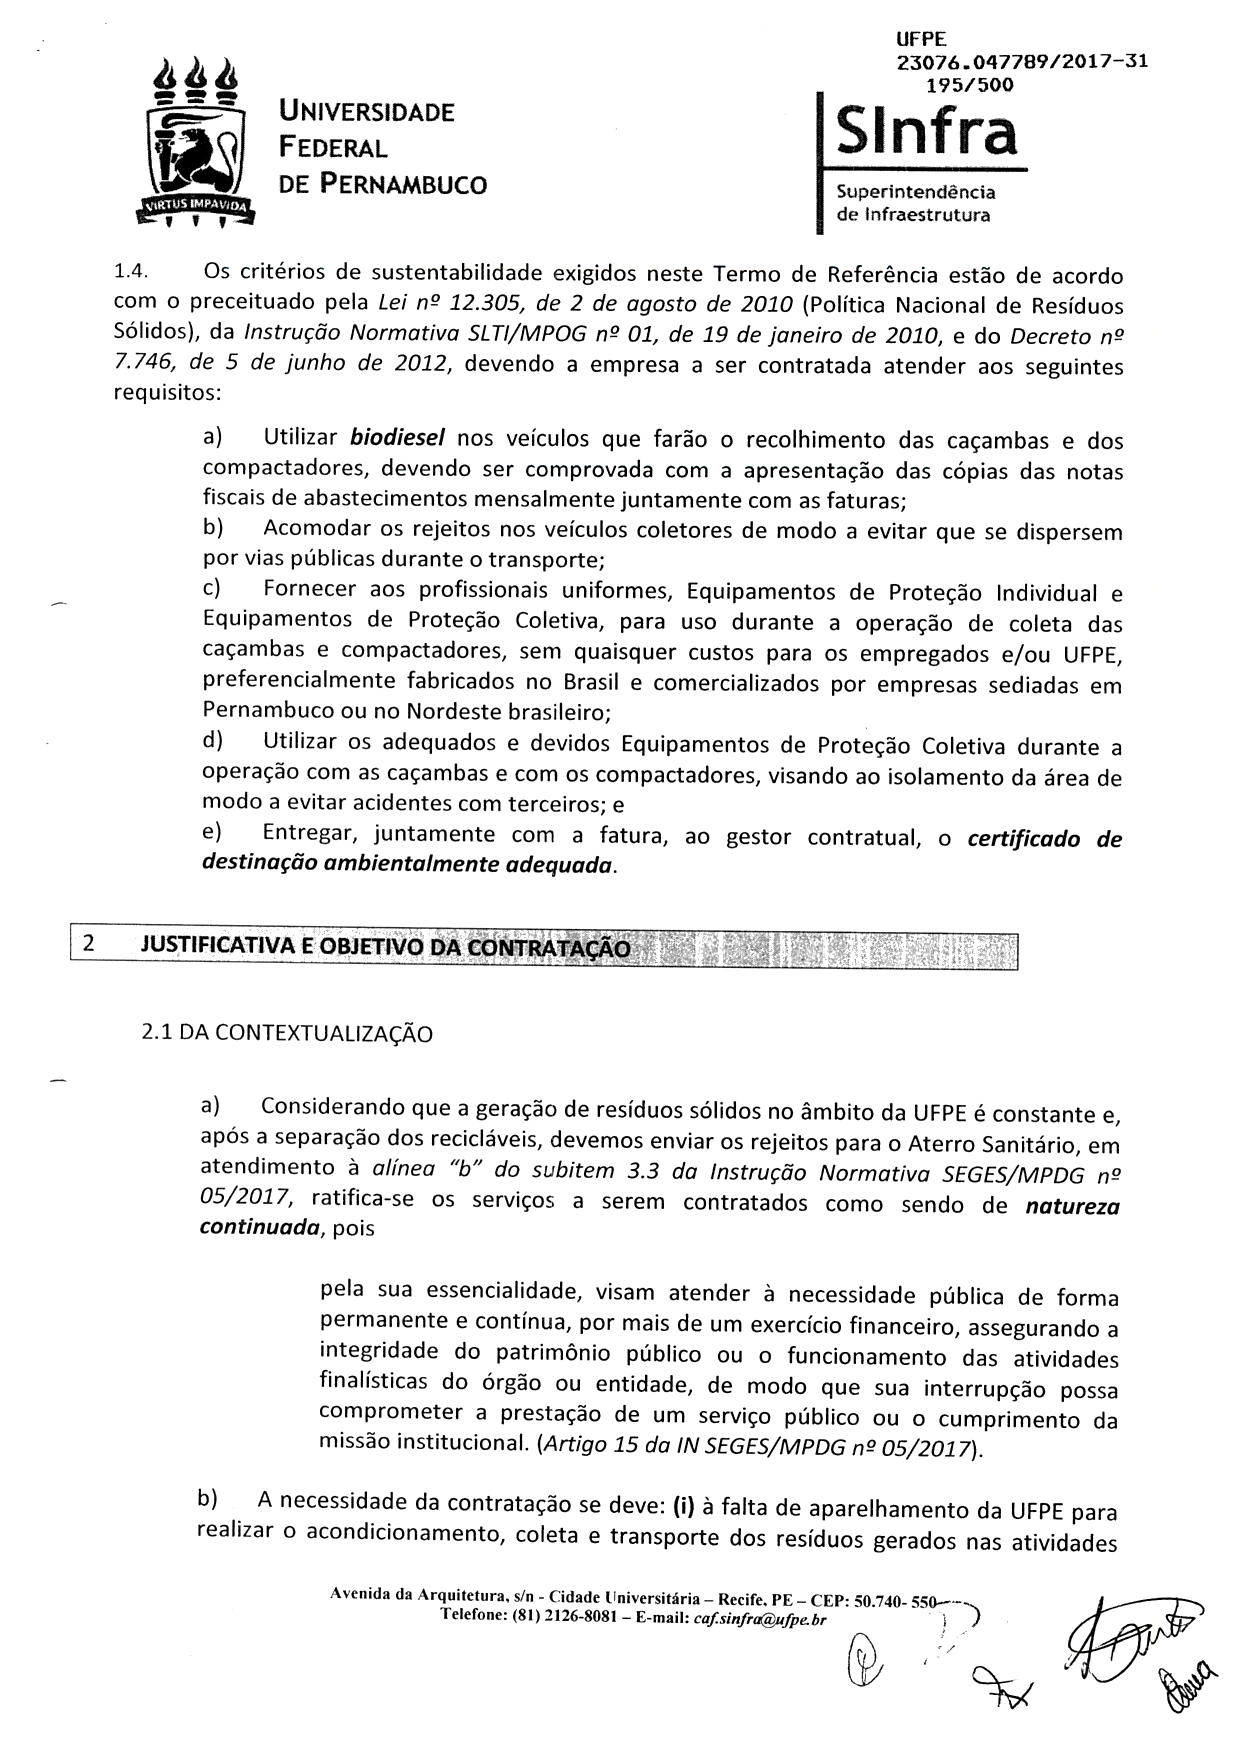 UFPE
23076.047789/2017-31
195/500
UNIVERSIDADE
FEDERAL
DE PERNAMBUCO
VIRTUS IMPAVIDA
SInfra
Superintendência
de Infraestrutura
1.4. Os critérios de sustentabilidade exigidos neste Termo de Referência estão de acordo
com o preceituado pela Lei nº 12.305, de 2 de agosto de 2010 (Política Nacional de Resíduos
Sólidos), da Instrução Normativa SLTI/MPOG nº 01, de 19 de janeiro de 2010, e do Decreto nº
7.746, de 5 de junho de 2012, devendo a empresa a ser contratada atender aos seguintes
requisitos:
a) Utilizar biodiesel nos veículos que farão o recolhimento das caçambas e dos
compactadores, devendo ser comprovada com a apresentação das cópias das notas
fiscais de abastecimentos mensalmente juntamente com as faturas;
b) Acomodar os rejeitos nos veículos coletores de modo a evitar que se dispersem
por vias públicas durante o transporte;
c) Fornecer aos profissionais uniformes, Equipamentos de Proteção Individual e
Equipamentos de Proteção Coletiva, para uso durante a operação de coleta das
caçambas e compactadores, sem quaisquer custos para os empregados e/ou UFPE,
preferencialmente fabricados no Brasil e comercializados por empresas sediadas em
Pernambuco ou no Nordeste brasileiro;
d) Utilizar os adequados e devidos Equipamentos de Proteção Coletiva durante a
operação com as caçambas e com os compactadores, visando ao isolamento da área de
modo a evitar acidentes com terceiros; e
e) Entregar, juntamente com a fatura, ao gestor contratual, o certificado de
destinação ambientalmente adequada.
2 JUSTIFICATIVA E OBJETIVO DA CONTRATAÇÃO
2.1 DA CONTEXTUALIZAÇÃO
a) Considerando que a geração de resíduos sólidos no âmbito da UFPE é constante e,
após a separação dos recicláveis, devemos enviar os rejeitos para o Aterro Sanitário, em
atendimento à alínea “b” do subitem 3.3 da Instrução Normativa SEGES/MPDG nº
05/2017, ratifica-se os serviços a serem contratados como sendo de natureza
continuada, pois
pela sua essencialidade, visam atender à necessidade pública de forma
permanente e contínua, por mais de um exercício financeiro, assegurando a
integridade do patrimônio público ou o funcionamento das atividades
finalísticas do órgão ou entidade, de modo que sua interrupção possa
comprometer a prestação de um serviço público ou o cumprimento da
missão institucional. (Artigo 15 da IN SEGES/MPDG nº 05/2017).
b) A necessidade da contratação se deve: (i) à falta de aparelhamento da UFPE para
realizar o acondicionamento, coleta e transporte dos resíduos gerados nas atividades
Avenida da Arquitetura, s/n - Cidade Universitária – Recife, PE – CEP: 50.740- 550
Telefone: (81) 2126-8081 – E-mail: caf.sinfra@ufpe.br